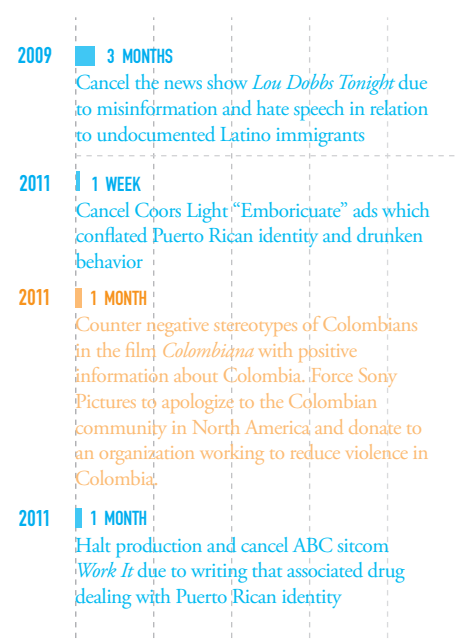 2009 3 MONTHS
Cancel the news show Lou Dobbs Tonight due
to misinformation and hate speech in relation
to undocumented Latino immigrants
2011 1 WEEK
Cancel Coors Light “Emboricuate” ads which
conflated Puerto Rican identity and drunken
behavior
2011 1 MONTH
Counter negative stereotypes of Colombians
in the film Colombiana with positive
information about Colombia. Force Sony
Pictures to apologize to the Colombian
community in North America and donate to
an organization working to reduce violence in
Colombia.
2011 1 MONTH
Halt production and cancel ABC sitcom
Work It due to writing that associated drug
dealing with Puerto Rican identity